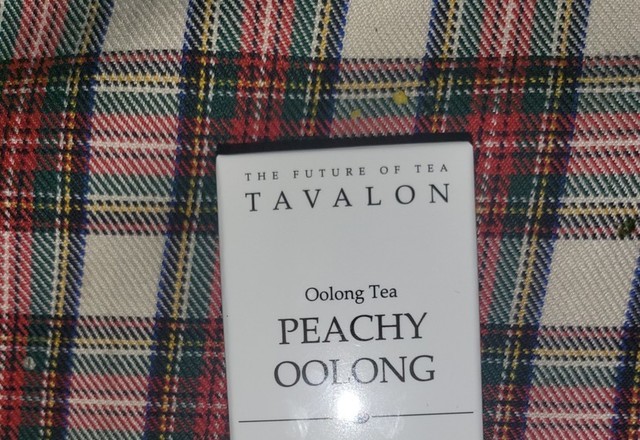 THE FUTURE OF TEA
TAVALON
Oolong Tea
PEACHY
OOLONG